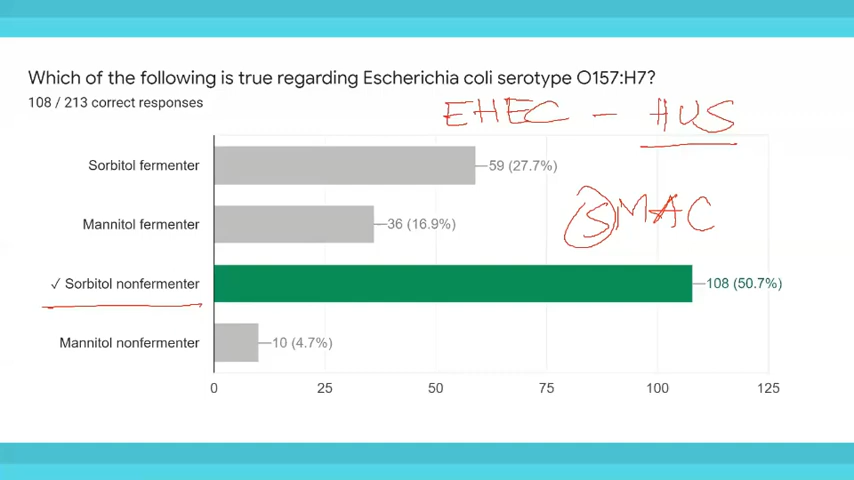 Which of the following is true regarding Escherichia coli serotype O157:H7?
108 / 213 correct responses
EHEC - HUS
Sorbitol fermenter
59 (27.7%)
SMAC
Mannitol fermenter
36 (16.9%)
✓ Sorbitol nonfermenter
108 (50.7%)
Mannitol nonfermenter
10 (4.7%)
0 25 50 75 100 125